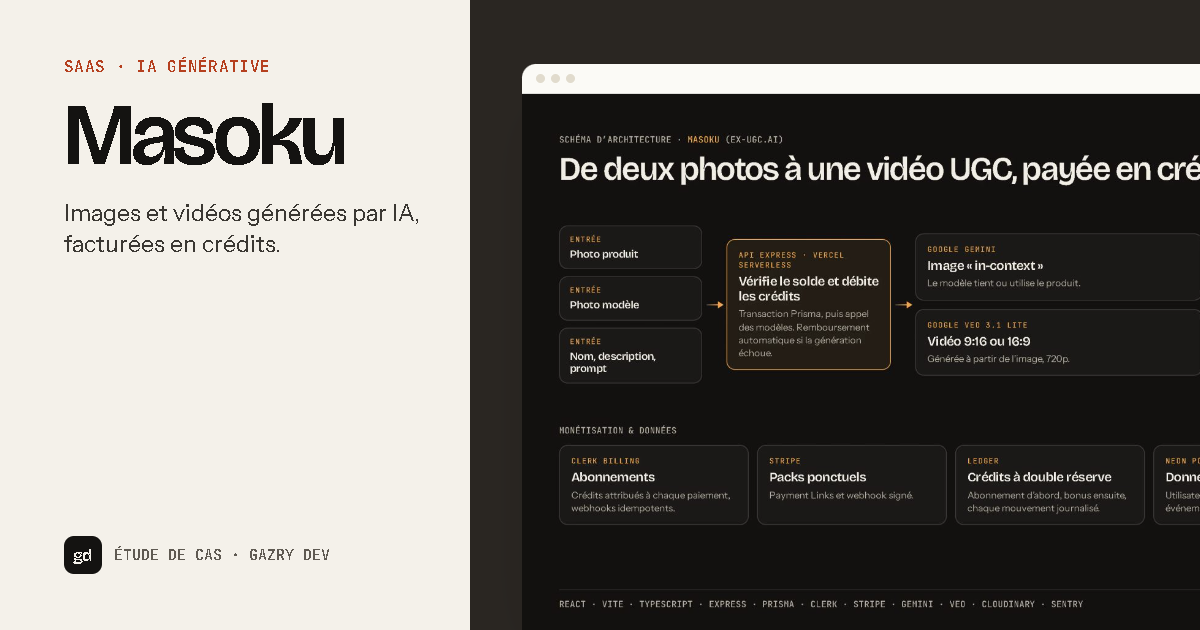 SAAS · IA GÉNÉRATIVE
Masoku
Images et vidéos générées par IA,
facturées en crédits.
gd
ÉTUDE DE CAS · GAZRY DEV
SCHÉMA D'ARCHITECTURE · MASOKU (EX-UGC.AI)
De deux photos à une vidéo UGC, payée en cré
ENTRÉE
Photo produit
ENTRÉE
Photo modèle
ENTRÉE
Nom, description,
prompt
API EXPRESS · VERCEL
SERVERLESS
Vérifie le solde et débite
les crédits
Transaction Prisma, puis appel
des modèles. Remboursement
automatique si la génération
échoue.
GOOGLE GEMINI
Image « in-context »
Le modèle tient ou utilise le produit.
GOOGLE VEO 3.1 LITE
Vidéo 9:16 ou 16:9
Générée à partir de l'image, 720p.
MONÉTISATION & DONNÉES
CLERK BILLING
Abonnements
Crédits attribués à chaque paiement,
webhooks idempotents.
STRIPE
Packs ponctuels
Payment Links et webhook signé.
LEDGER
Crédits à double réserve
Abonnement d'abord, bonus ensuite,
chaque mouvement journalisé.
NEON PO
Donne
Utilisate
événem
REACT · VITE · TYPESCRIPT · EXPRESS · PRISMA · CLERK · STRIPE · GEMINI · VEO · CLOUDINARY · SENTRY